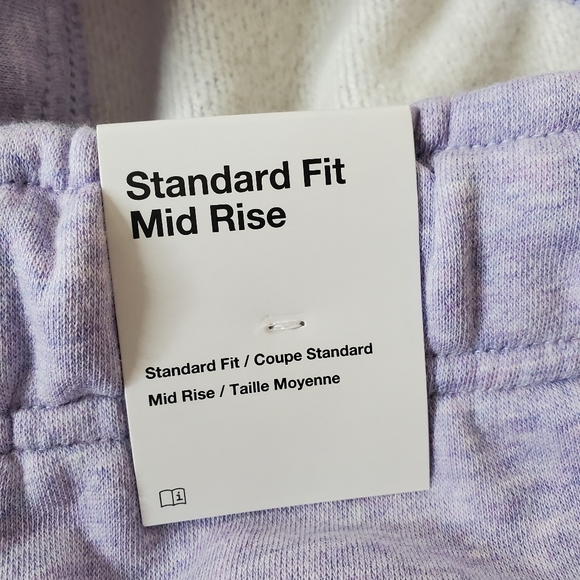 Standard Fit
Mid Rise
Standard Fit / Coupe Standard
Mid Rise / Taille Moyenne
i